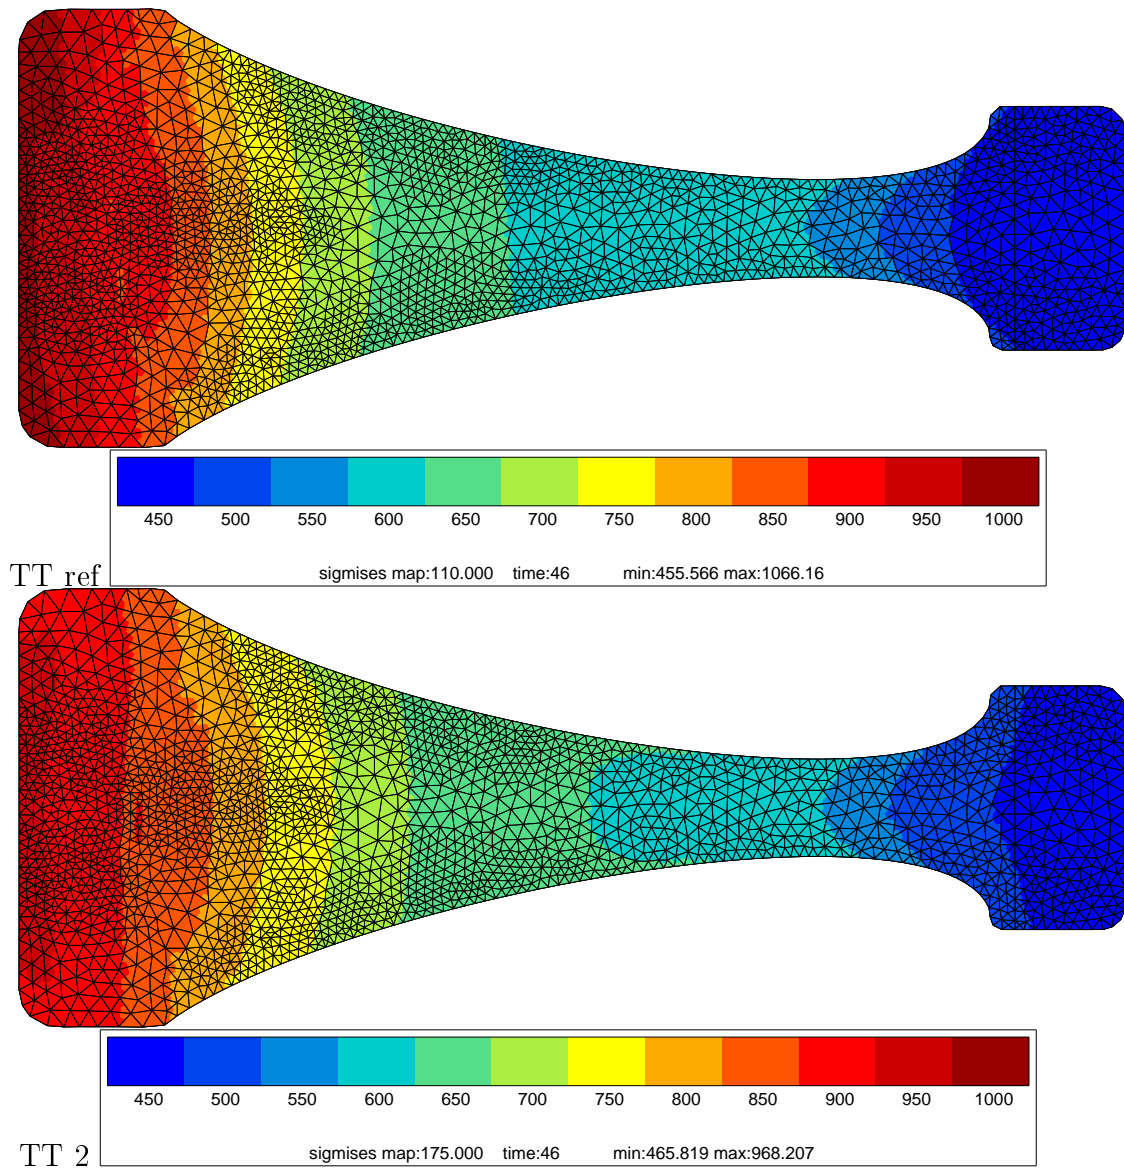 450 500 550 600 650 700 750 800 850 900 950 1000
sigmises map:110.000 time:46 min:455.566 max:1066.16
TT ref
450 500 550 600 650 700 750 800 850 900 950 1000
sigmises map:175.000 time:46 min:465.819 max:968.207
TT 2